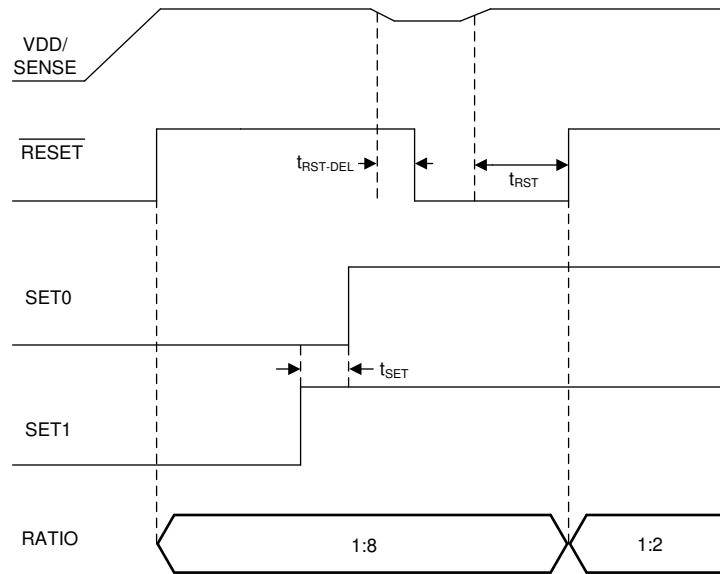 VDD/
SENSE
RESET
tRST-DEL
tRST
SET0
tSET
SET1
RATIO
1:8
1:2